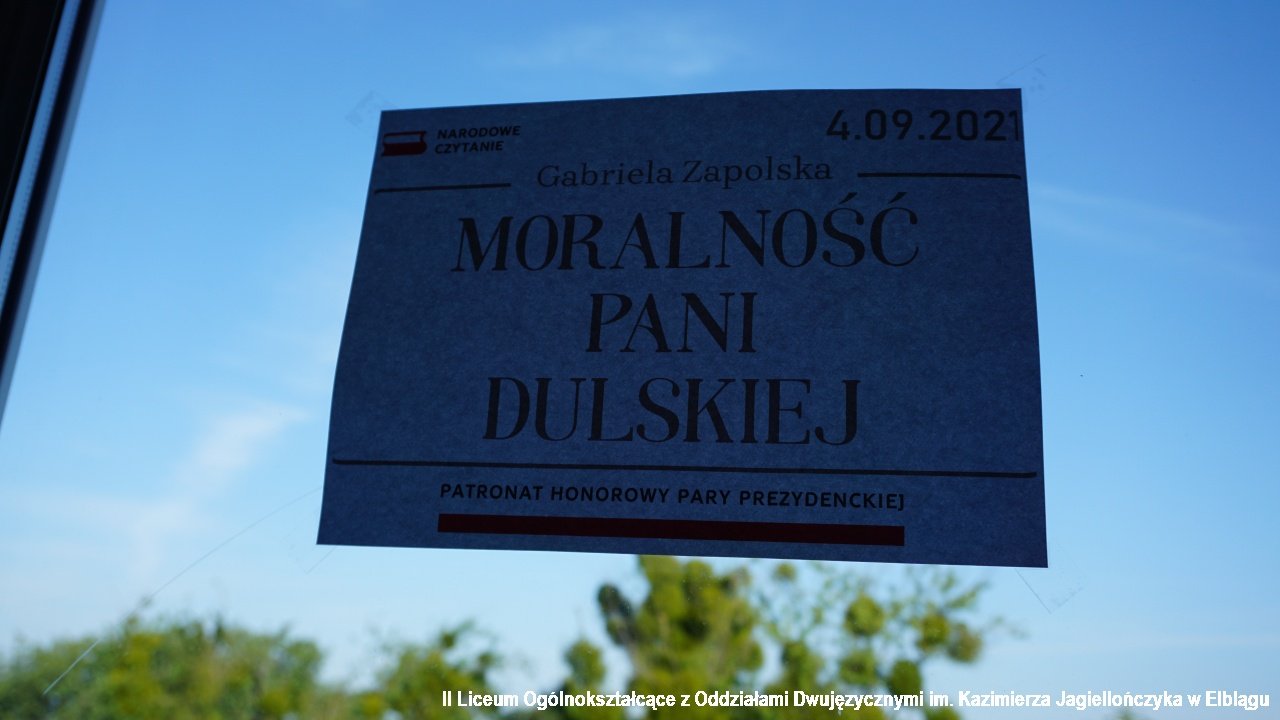 NARODOWE
CZYTANIE
4.09.2021
Gabriela Zapolska
MORALNOŚĆ
PANI
DULSKIEJ
PATRONAT HONOROWY PARY PREZYDENCKIEJ
II Liceum Ogólnokształcące z Oddziałami Dwujęzycznymi im. Kazimierza Jagiellończyka w Elblągu